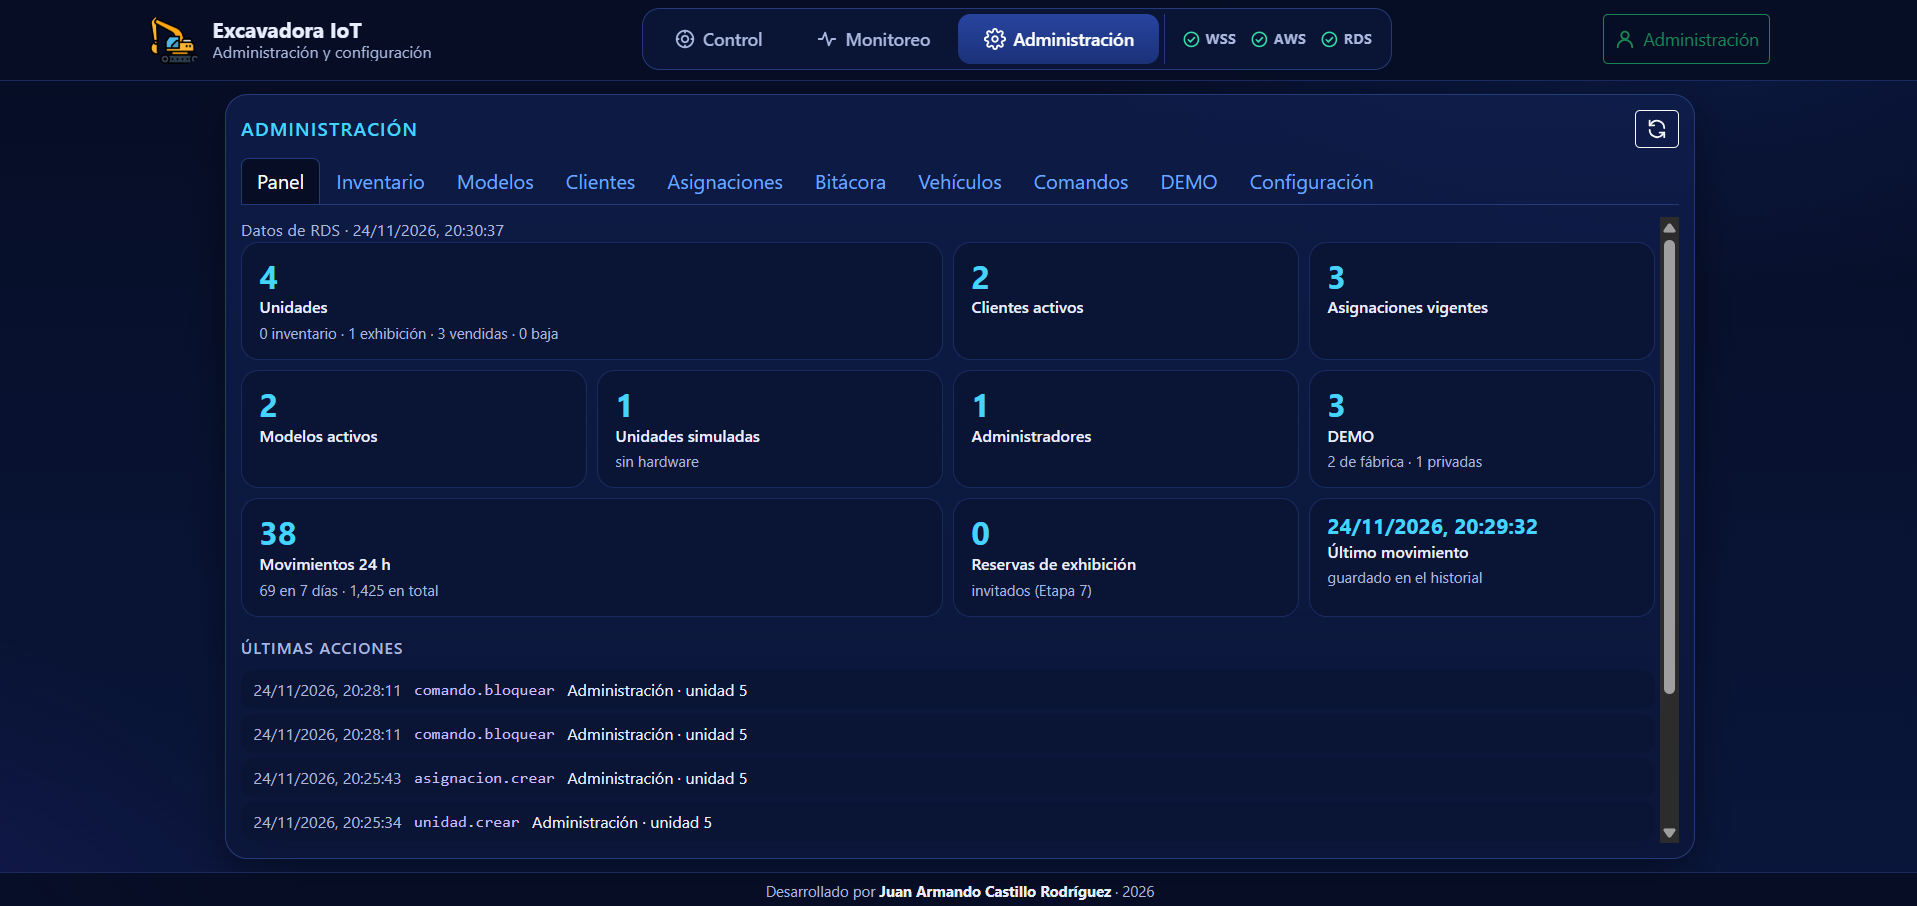 Excavadora IoT
Administración y configuración
Control
Monitoreo
Administración
WSS
AWS
RDS
Administración
ADMINISTRACIÓN
Panel
Inventario
Modelos
Clientes
Asignaciones
Bitácora
Vehículos
Comandos
DEMO
Configuración
Datos de RDS · 24/11/2026, 20:30:37
4
Unidades
0 inventario · 1 exhibición · 3 vendidas · 0 baja
2
Clientes activos
3
Asignaciones vigentes
2
Modelos activos
1
Unidades simuladas
sin hardware
1
Administradores
3
DEMO
2 de fábrica · 1 privadas
38
Movimientos 24 h
69 en 7 días · 1,425 en total
0
Reservas de exhibición
invitados (Etapa 7)
24/11/2026, 20:29:32
Último movimiento
guardado en el historial
ÚLTIMAS ACCIONES
24/11/2026, 20:28:11 comando.bloquear Administración · unidad 5
24/11/2026, 20:28:11 comando.bloquear Administración · unidad 5
24/11/2026, 20:25:43 asignacion.crear Administración · unidad 5
24/11/2026, 20:25:34 unidad.crear Administración · unidad 5
Desarrollado por Juan Armando Castillo Rodríguez · 2026